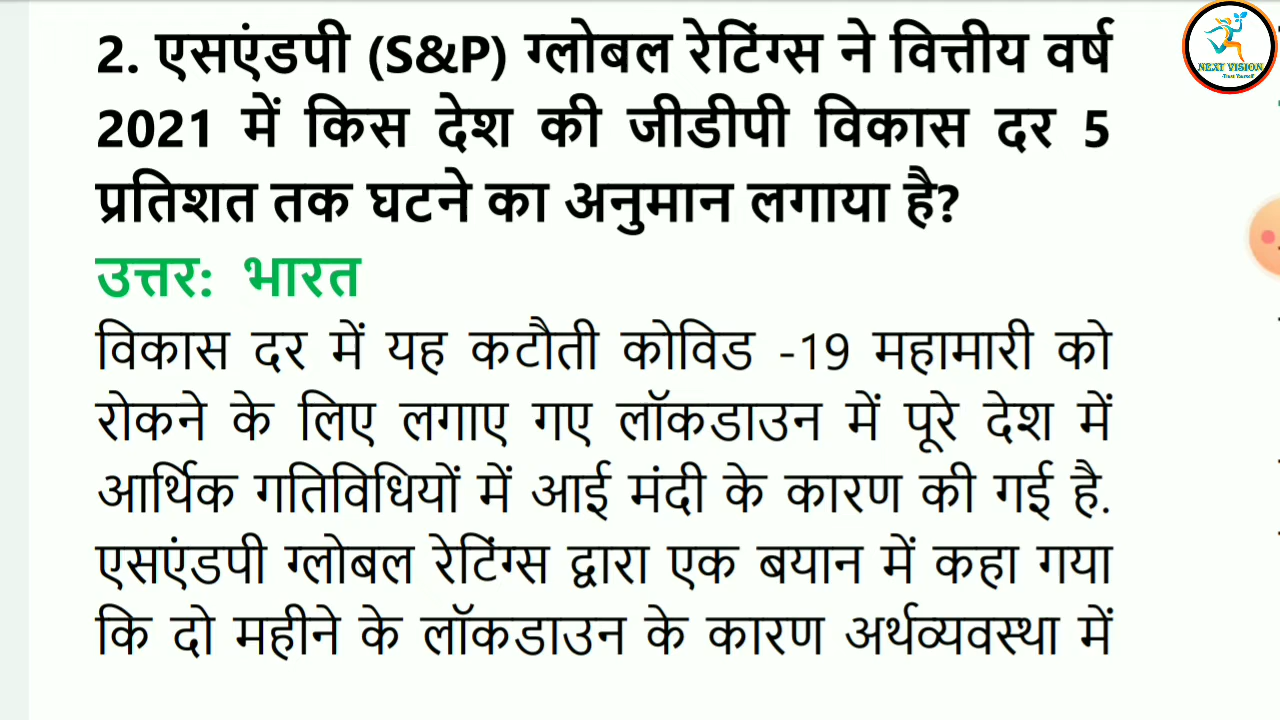 2. एसएंडपी (S&P) ग्लोबल रेटिंग्स ने वित्तीय वर्ष
2021 में किस देश की जीडीपी विकास दर 5
प्रतिशत तक घटने का अनुमान लगाया है?
उत्तर: भारत
विकास दर में यह कटौती कोविड -19 महामारी को
रोकने के लिए लगाए गए लॉकडाउन में पूरे देश में
आर्थिक गतिविधियों में आई मंदी के कारण की गई है.
एसएंडपी ग्लोबल रेटिंग्स द्वारा एक बयान में कहा गया
कि दो महीने के लॉकडाउन के कारण अर्थव्यवस्था में
NEXT VISION
-Trust Yourself